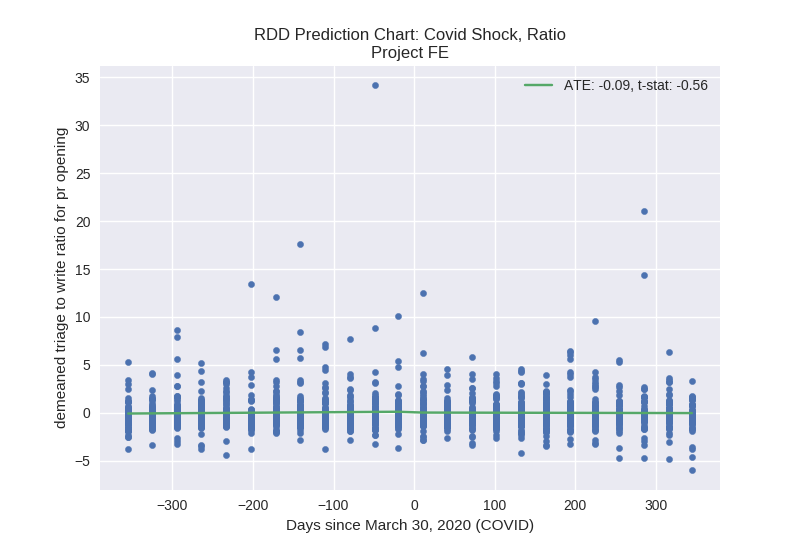 RDD Prediction Chart: Covid Shock, Ratio
Project FE
ATE: -0.09, t-stat: -0.56
demeaned triage to write ratio for pr opening
35
30
25
20
15
10
5
0
−5
−300 −200 −100 0 100 200 300
Days since March 30, 2020 (COVID)